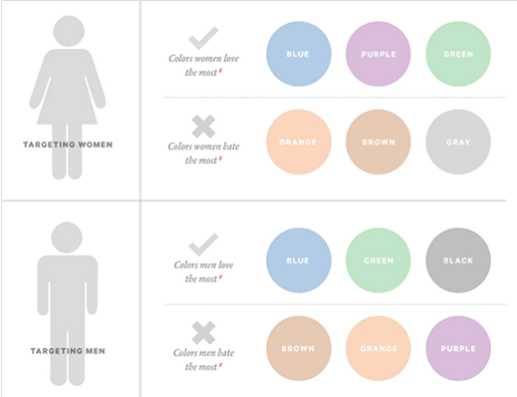 TARGETING WOMEN
Colors women love
the most
BLUE
PURPLE
GREEN
Colors women hate
the most
ORANGE
BROWN
GRAY
TARGETING MEN
Colors men love
the most
BLUE
GREEN
BLACK
Colors men hate
the most
BROWN
ORANGE
PURPLE